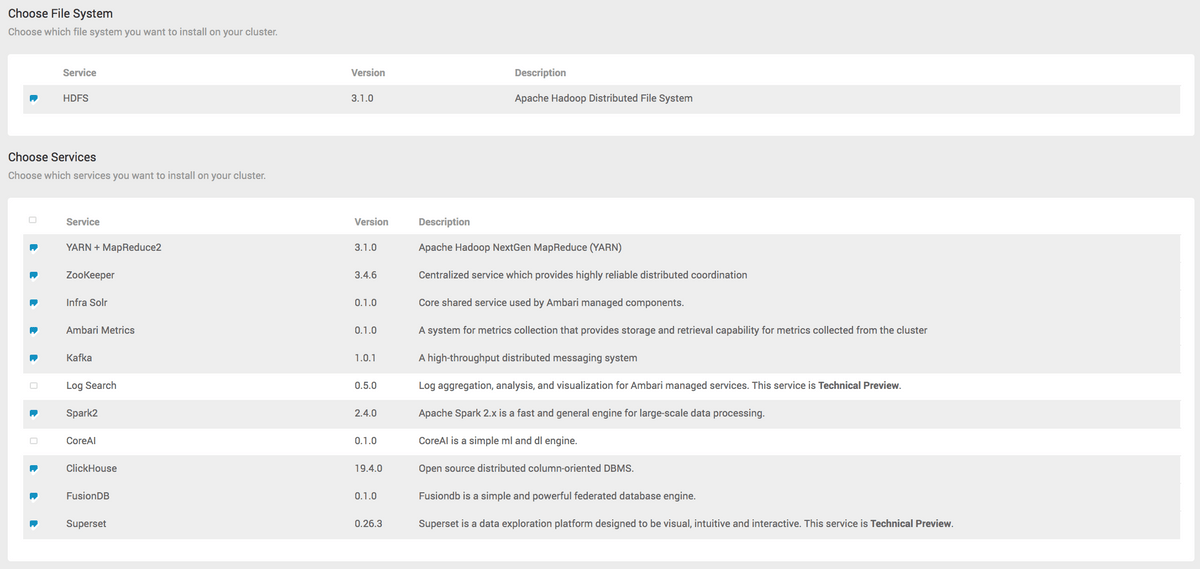 Choose File System
Choose which file system you want to install on your cluster.
Service Version Description
HDFS 3.1.0 Apache Hadoop Distributed File System
Choose Services
Choose which services you want to install on your cluster.
Service Version Description
YARN + MapReduce2 3.1.0 Apache Hadoop NextGen MapReduce (YARN)
ZooKeeper 3.4.6 Centralized service which provides highly reliable distributed coordination
Infra Solr 0.1.0 Core shared service used by Ambari managed components.
Ambari Metrics 0.1.0 A system for metrics collection that provides storage and retrieval capability for metrics collected from the cluster
Kafka 1.0.1 A high-throughput distributed messaging system
Log Search 0.5.0 Log aggregation, analysis, and visualization for Ambari managed services. This service is Technical Preview.
Spark2 2.4.0 Apache Spark 2.x is a fast and general engine for large-scale data processing.
CoreAI 0.1.0 CoreAI is a simple ml and dl engine.
ClickHouse 19.4.0 Open source distributed column-oriented DBMS.
FusionDB 0.1.0 Fusiondb is a simple and powerful federated database engine.
Superset 0.26.3 Superset is a data exploration platform designed to be visual, intuitive and interactive. This service is Technical Preview.